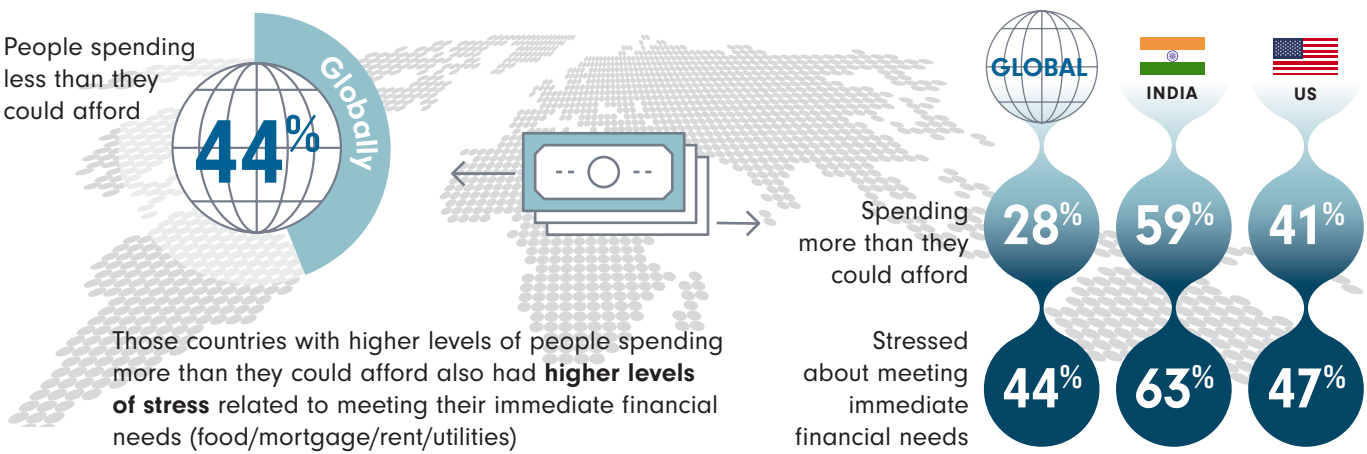 People spending
less than they
could afford
44%
Globally
Those countries with higher levels of people spending
more than they could afford also had higher levels
of stress related to meeting their immediate financial
needs (food/mortgage/rent/utilities)
GLOBAL
INDIA
US
Spending
more than they
could afford
28%
59%
41%
Stressed
about meeting
immediate
financial needs
44%
63%
47%